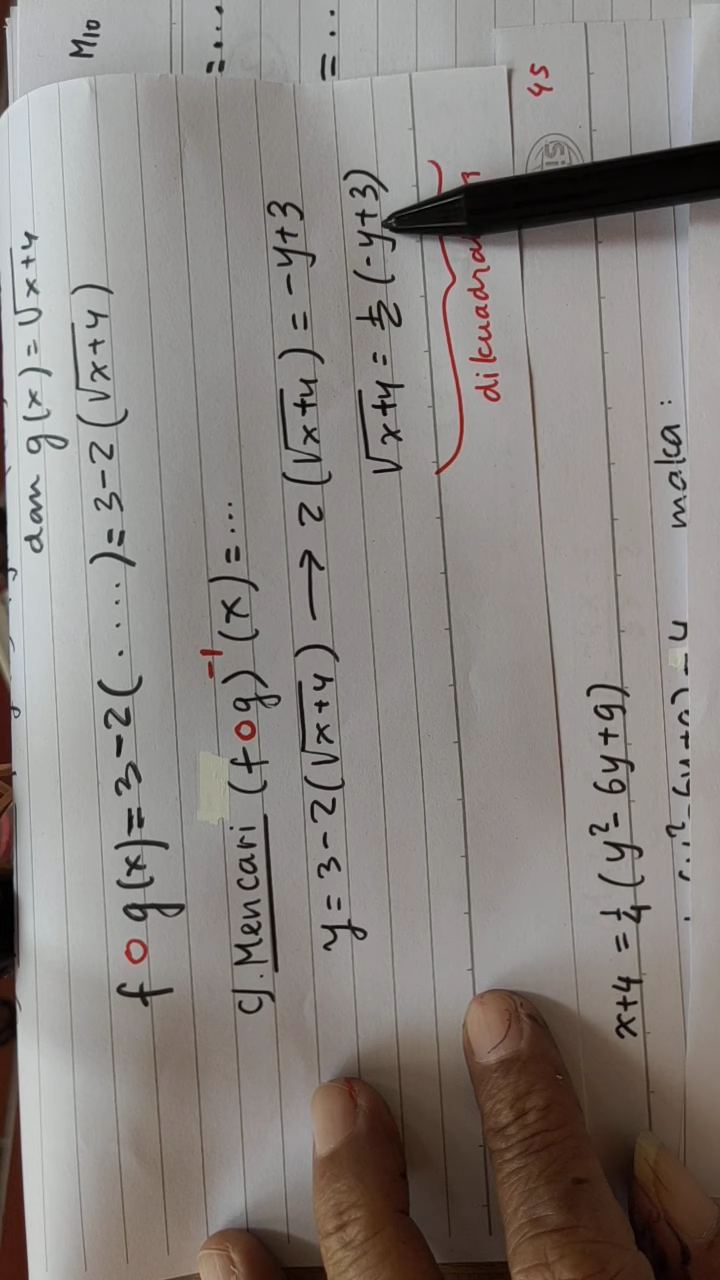 M10
=...
=..
dan g(x) = √x+4
f o g(x) = 3-2(.....) = 3-2(√x+4)
c). Mencari (f o g)⁻¹(x) = ...
y = 3-2(√x+4) → 2(√x+4) = -y+3
√x+4 = ½(-y+3)
45
x+4 = ¼(y²-6y+9)
maka: